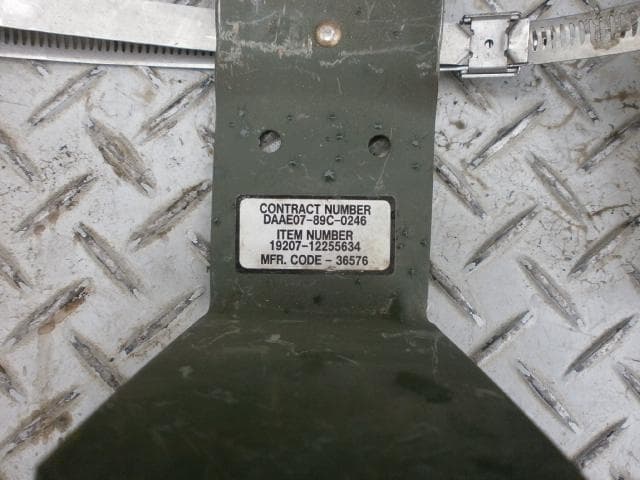 CONTRACT NUMBER
DAAE07-89C-0246
ITEM NUMBER
19207-12255634
MFR. CODE - 36576